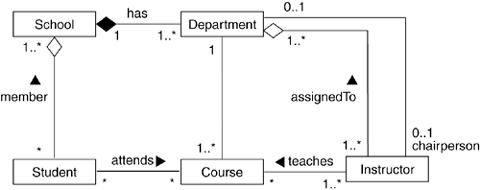 0..1
School
has
Department
1
1..*
1..*
1
1..*
member
assignedTo
1..*
1..*
0..1
chairperson
Student
attends
Course
teaches
Instructor
*
*
*
*
1..*